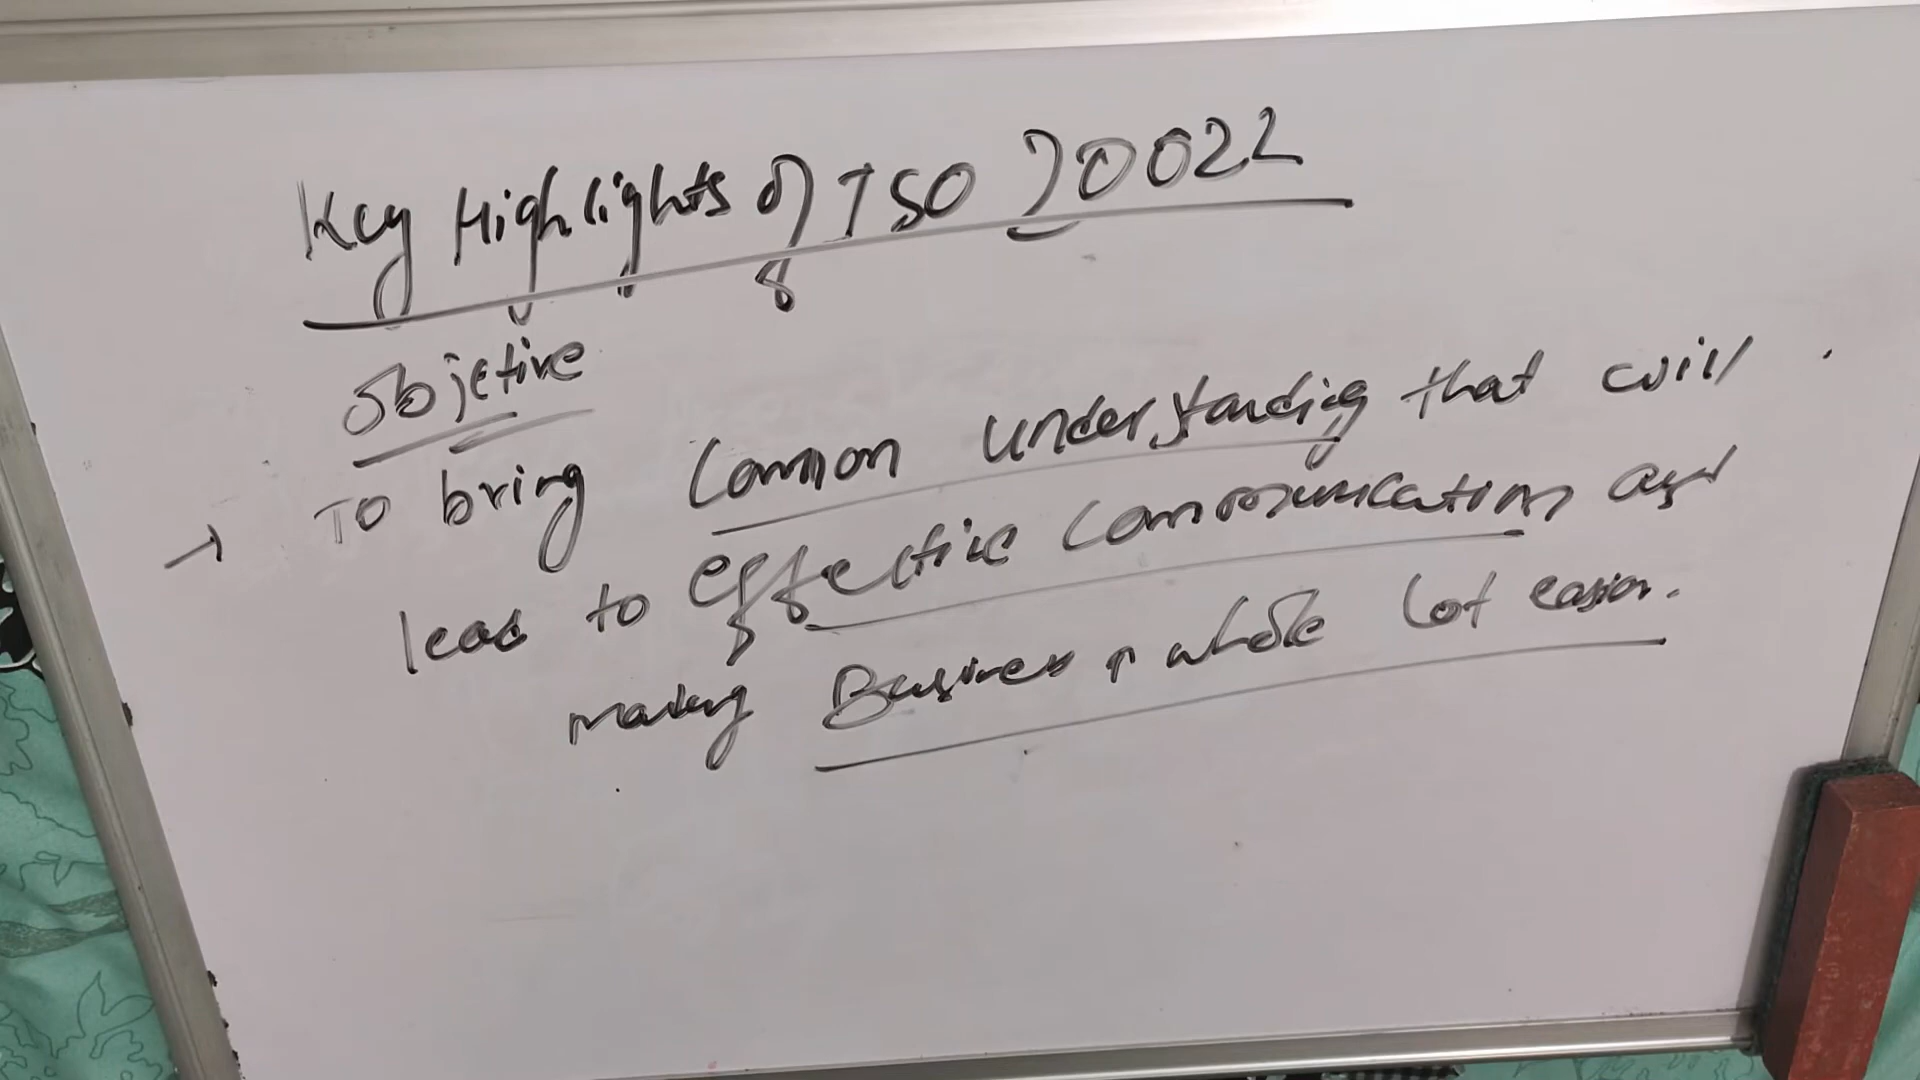 Key Highlights of ISO 20022
Objetive
→ To bring Common understanding that will
lead to effective Communication and
making Business a whole lot easier.